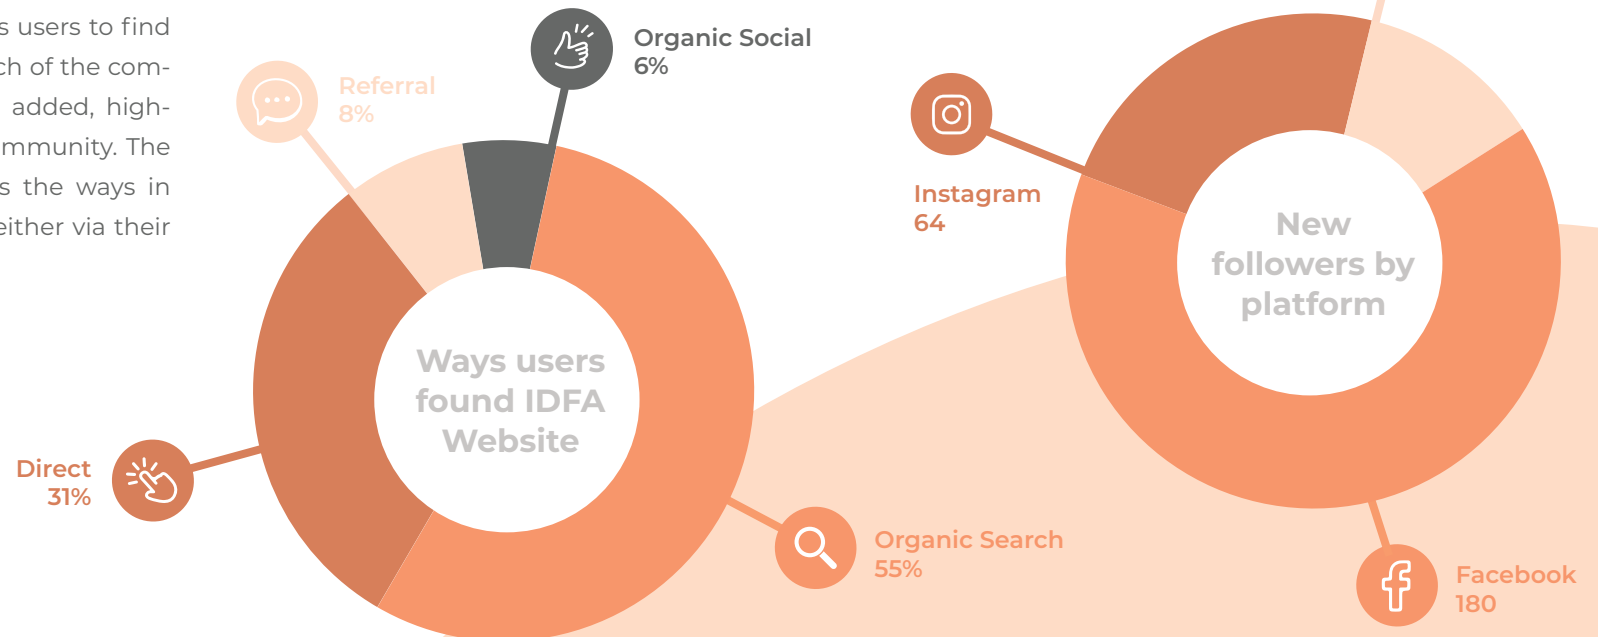 s users to find
ch of the com-
added, high-
mmunity. The
s the ways in
either via their
Organic Social
6%
Referral
8%
Ways users
found IDFA
Website
Direct
31%
Organic Search
55%
Instagram
64
New
followers by
platform
Facebook
180